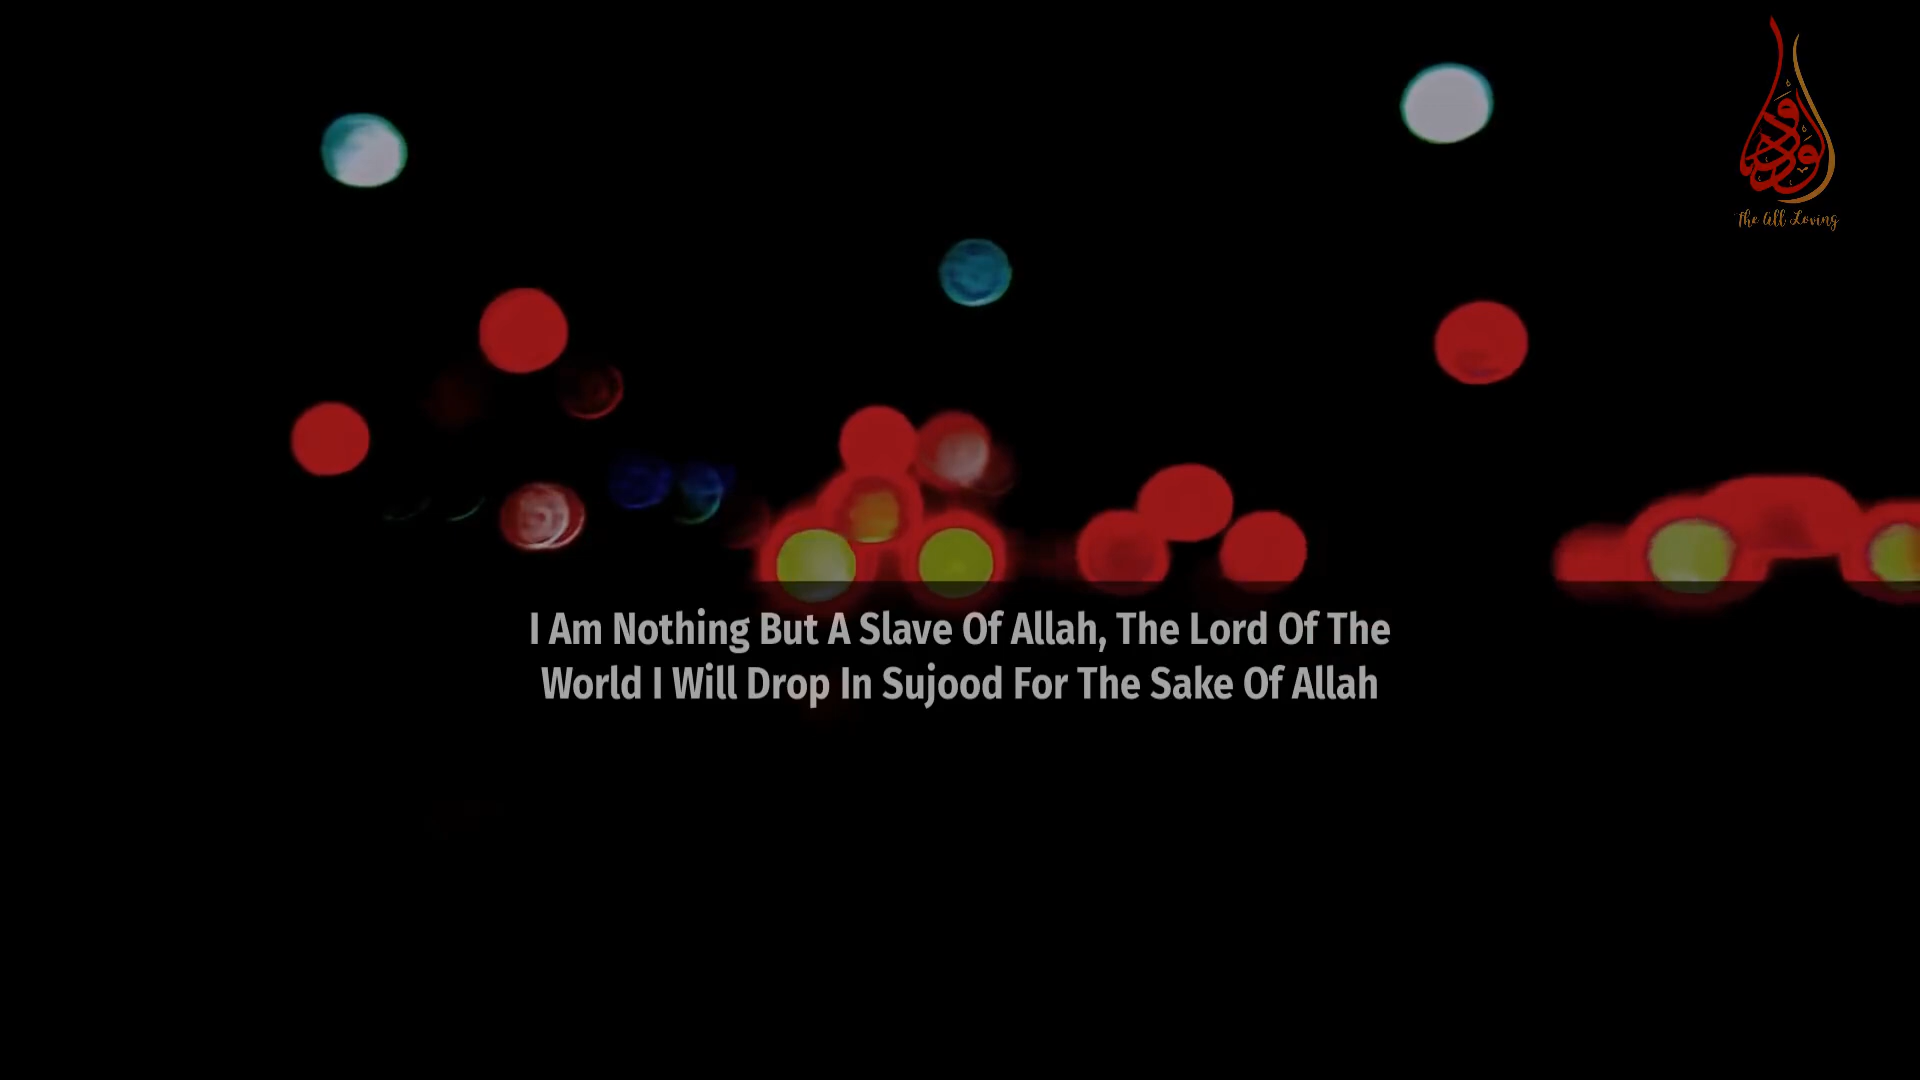 الودود
The All Loving
I Am Nothing But A Slave Of Allah, The Lord Of The
World I Will Drop In Sujood For The Sake Of Allah